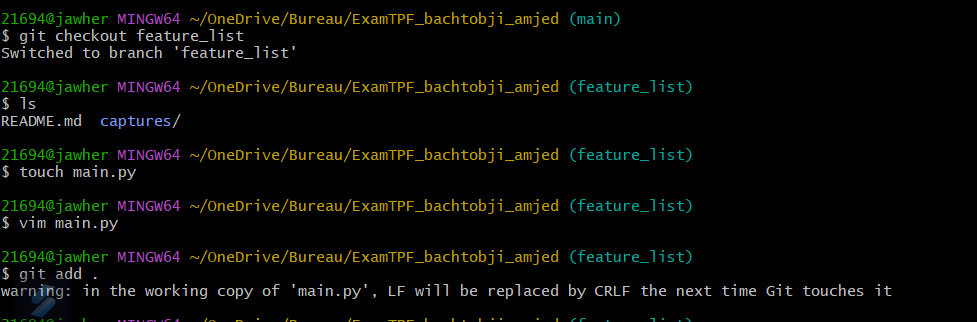 21694@jawher MINGW64 ~/OneDrive/Bureau/ExamTPF_bachtobji_amjed (main)
$ git checkout feature_list
Switched to branch 'feature_list'
21694@jawher MINGW64 ~/OneDrive/Bureau/ExamTPF_bachtobji_amjed (feature_list)
$ ls
README.md  captures/
21694@jawher MINGW64 ~/OneDrive/Bureau/ExamTPF_bachtobji_amjed (feature_list)
$ touch main.py
21694@jawher MINGW64 ~/OneDrive/Bureau/ExamTPF_bachtobji_amjed (feature_list)
$ vim main.py
21694@jawher MINGW64 ~/OneDrive/Bureau/ExamTPF_bachtobji_amjed (feature_list)
$ git add .
warning: in the working copy of 'main.py', LF will be replaced by CRLF the next time Git touches it